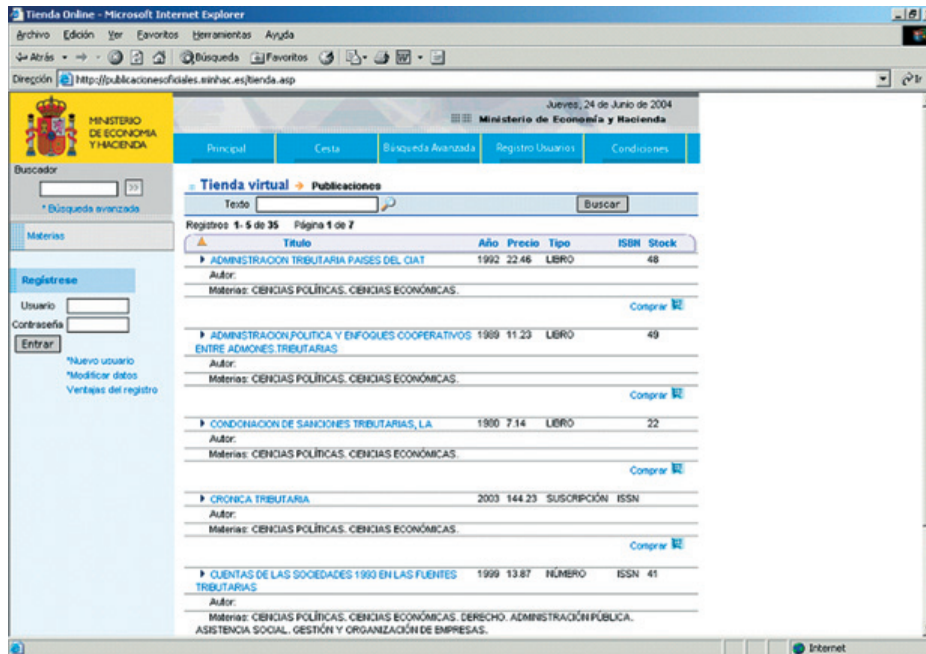 Tienda Online - Microsoft Internet Explorer
Archivo Edición Ver Favoritos Herramientas Ayuda
Atrás Búsqueda Favoritos
Dirección http://publicacionesoficiales.minhac.es/tienda.asp Ir
MINISTERIO
DE ECONOMIA
Y HACIENDA
Jueves, 24 de Junio de 2004
Ministerio de Economía y Hacienda
Principal Cesta Búsqueda Avanzada Registro Usuarios Condiciones
Buscador
>>
* Búsqueda avanzada
Materias
Regístrese
Usuario
Contraseña
Entrar
*Nuevo usuario
*Modificar datos
Ventajas del registro
Tienda virtual Publicaciones
Texto Buscar
Registros 1- 5 de 35 Página 1 de 7
Título Año Precio Tipo ISBN Stock
ADMINISTRACION TRIBUTARIA PAISES DEL CIAT 1992 22.46 LIBRO 48
Autor:
Materias: CIENCIAS POLÍTICAS. CIENCIAS ECONÓMICAS.
Comprar
ADMINISTRACION,POLITICA Y ENFOQUES COOPERATIVOS 1989 11.23 LIBRO 49
ENTRE ADMONES.TRIBUTARIAS
Autor:
Materias: CIENCIAS POLÍTICAS. CIENCIAS ECONÓMICAS.
Comprar
CONDONACION DE SANCIONES TRIBUTARIAS, LA 1980 7.14 LIBRO 22
Autor:
Materias: CIENCIAS POLÍTICAS. CIENCIAS ECONÓMICAS.
Comprar
CRONICA TRIBUTARIA 2003 144.23 SUSCRIPCIÓN ISSN
Autor:
Materias: CIENCIAS POLÍTICAS. CIENCIAS ECONÓMICAS.
Comprar
CUENTAS DE LAS SOCIEDADES 1993 EN LAS FUENTES 1999 13.87 NÚMERO ISSN 41
TRIBUTARIAS
Autor:
Materias: CIENCIAS POLÍTICAS. CIENCIAS ECONÓMICAS. DERECHO. ADMINISTRACIÓN PÚBLICA.
ASISTENCIA SOCIAL. GESTIÓN Y ORGANIZACIÓN DE EMPRESAS.
Internet